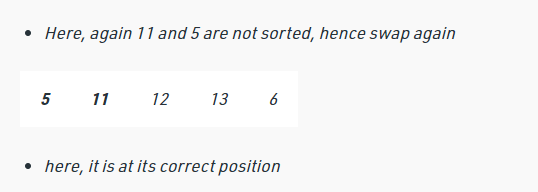 Here, again 11 and 5 are not sorted, hence swap again
5 11 12 13 6
here, it is at its correct position